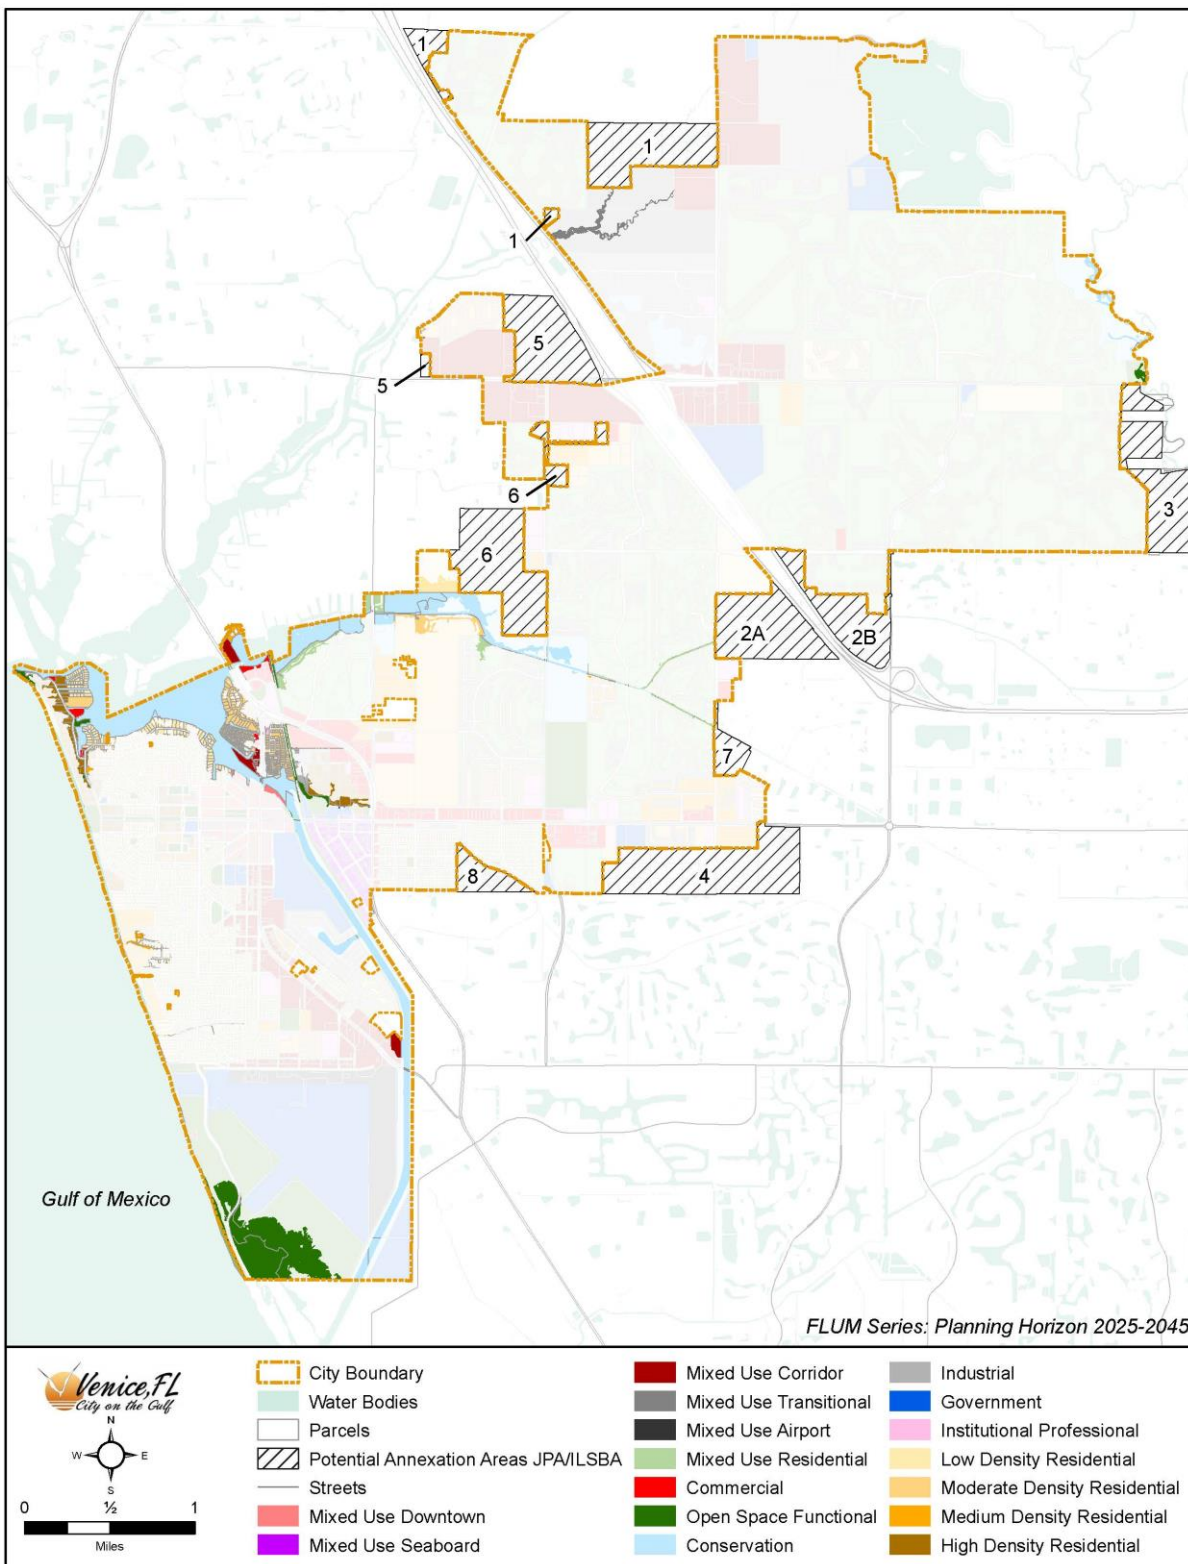 1
1
1
5
5
6
6
3
2A
2B
7
8
4
Gulf of Mexico
FLUM Series: Planning Horizon 2025-2045
Venice, FL
City on the Gulf
N
W E
S
0 ½ 1
Miles
City Boundary
Water Bodies
Parcels
Potential Annexation Areas JPA/ILSBA
Streets
Mixed Use Downtown
Mixed Use Seaboard
Mixed Use Corridor
Mixed Use Transitional
Mixed Use Airport
Mixed Use Residential
Commercial
Open Space Functional
Conservation
Industrial
Government
Institutional Professional
Low Density Residential
Moderate Density Residential
Medium Density Residential
High Density Residential